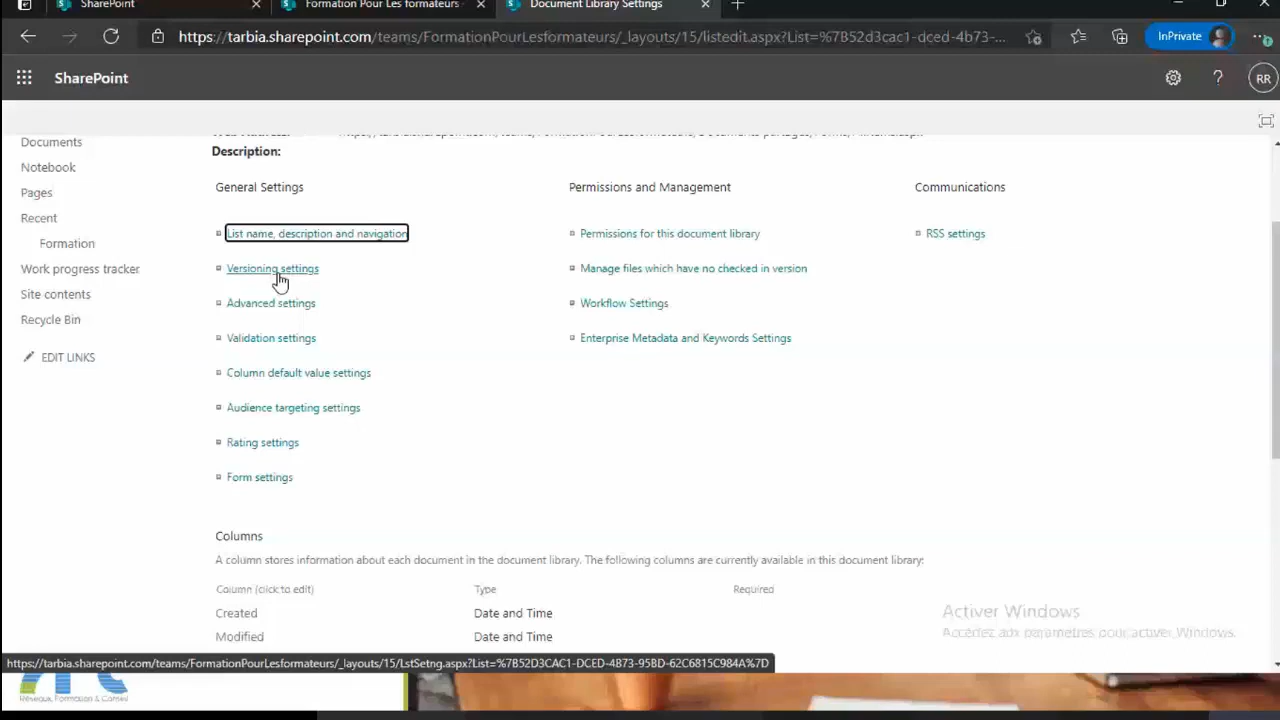 SharePoint
Formation Pour Les formateurs
Document Library Settings
https://tarbia.sharepoint.com/teams/FormationPourLesformateurs/_layouts/15/listedit.aspx?List=%7B52d3cac1-dced-4b73-...
InPrivate
SharePoint
?
RR
Documents
Description:
Notebook
General Settings
Permissions and Management
Communications
Pages
Recent
List name, description and navigation
Permissions for this document library
RSS settings
Formation
Versioning settings
Manage files which have no checked in version
Work progress tracker
Site contents
Advanced settings
Workflow Settings
Recycle Bin
Validation settings
Enterprise Metadata and Keywords Settings
EDIT LINKS
Column default value settings
Audience targeting settings
Rating settings
Form settings
Columns
A column stores information about each document in the document library. The following columns are currently available in this document library:
Column (click to edit)
Type
Required
Created
Date and Time
Modified
Date and Time
Activer Windows
Accédez aux paramètres pour activer Windows.
https://tarbia.sharepoint.com/teams/FormationPourLesformateurs/_layouts/15/LstSetng.aspx?List=%7B52D3CAC1-DCED-4B73-95BD-62C6815C984A%7D
Réseaux, Formation & Conseil